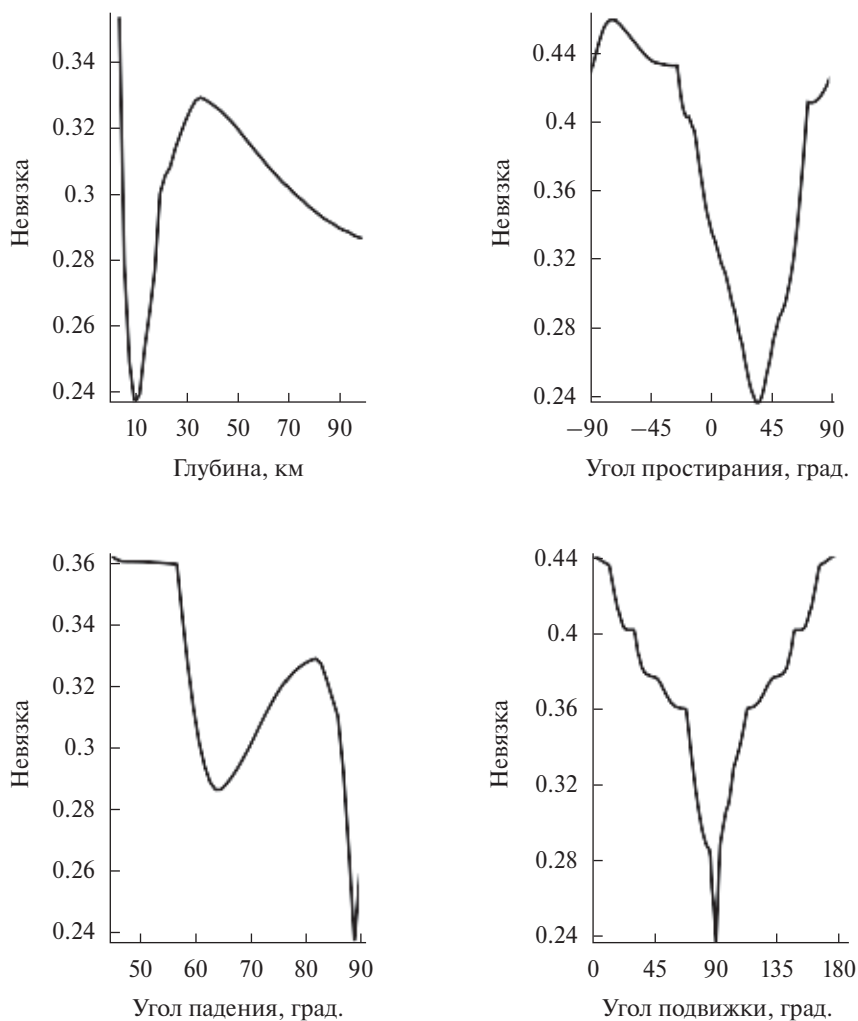 0.34
0.32
0.3
0.28
0.26
0.24
Невязка
10 30 50 70 90
Глубина, км
0.44
0.4
0.36
0.32
0.28
0.24
Невязка
−90 −45 0 45 90
Угол простирания, град.
0.36
0.34
0.32
0.3
0.28
0.26
0.24
Невязка
50 60 70 80 90
Угол падения, град.
0.44
0.4
0.36
0.32
0.28
0.24
Невязка
0 45 90 135 180
Угол подвижки, град.